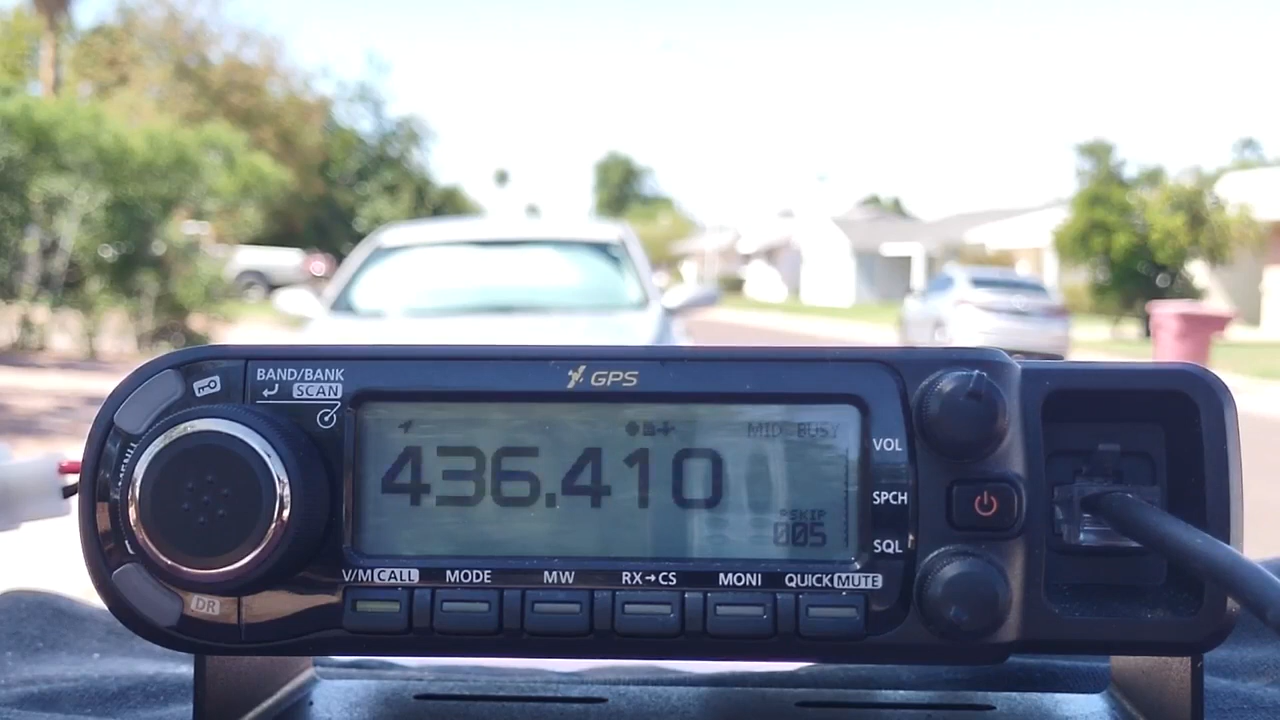 BAND/BANK
SCAN
GPS
MID BUSY
436.410
SKIP
005
VOL
SPCH
SQL
V/M CALL MODE MW RX→CS MONI QUICK MUTE
MENU
DR